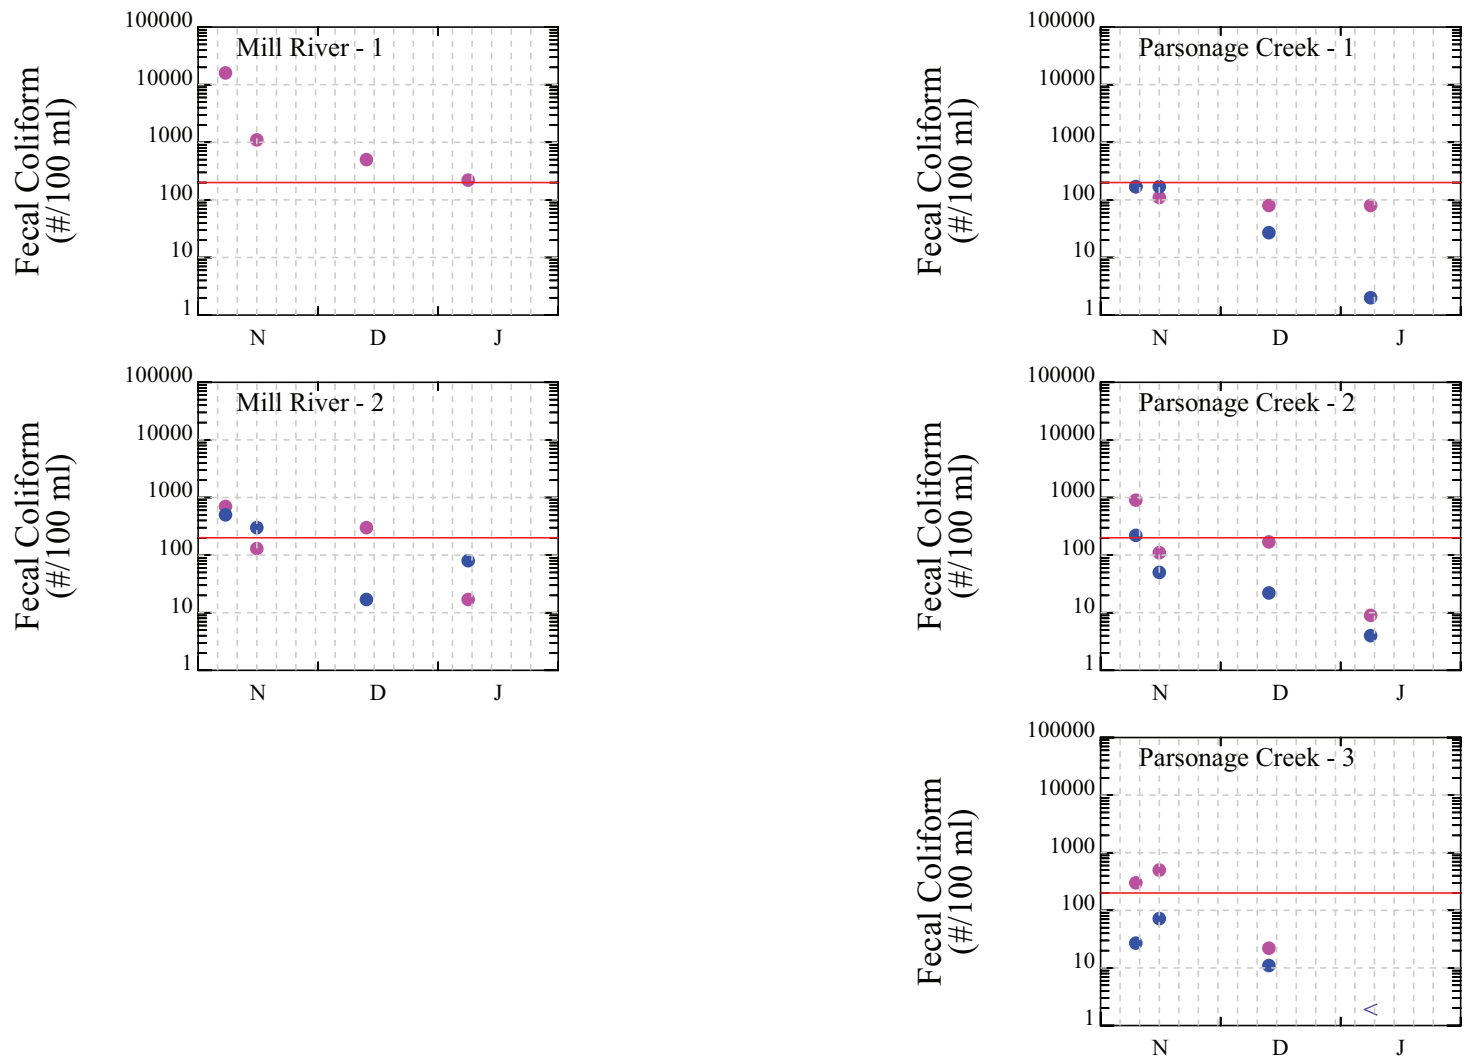 Mill River - 1
Fecal Coliform
(#/100 ml)
100000
10000
1000
100
10
1
N D J
Parsonage Creek - 1
Fecal Coliform
(#/100 ml)
100000
10000
1000
100
10
1
N D J
Mill River - 2
Fecal Coliform
(#/100 ml)
100000
10000
1000
100
10
1
N D J
Parsonage Creek - 2
Fecal Coliform
(#/100 ml)
100000
10000
1000
100
10
1
N D J
Parsonage Creek - 3
Fecal Coliform
(#/100 ml)
100000
10000
1000
100
10
1
<
N D J